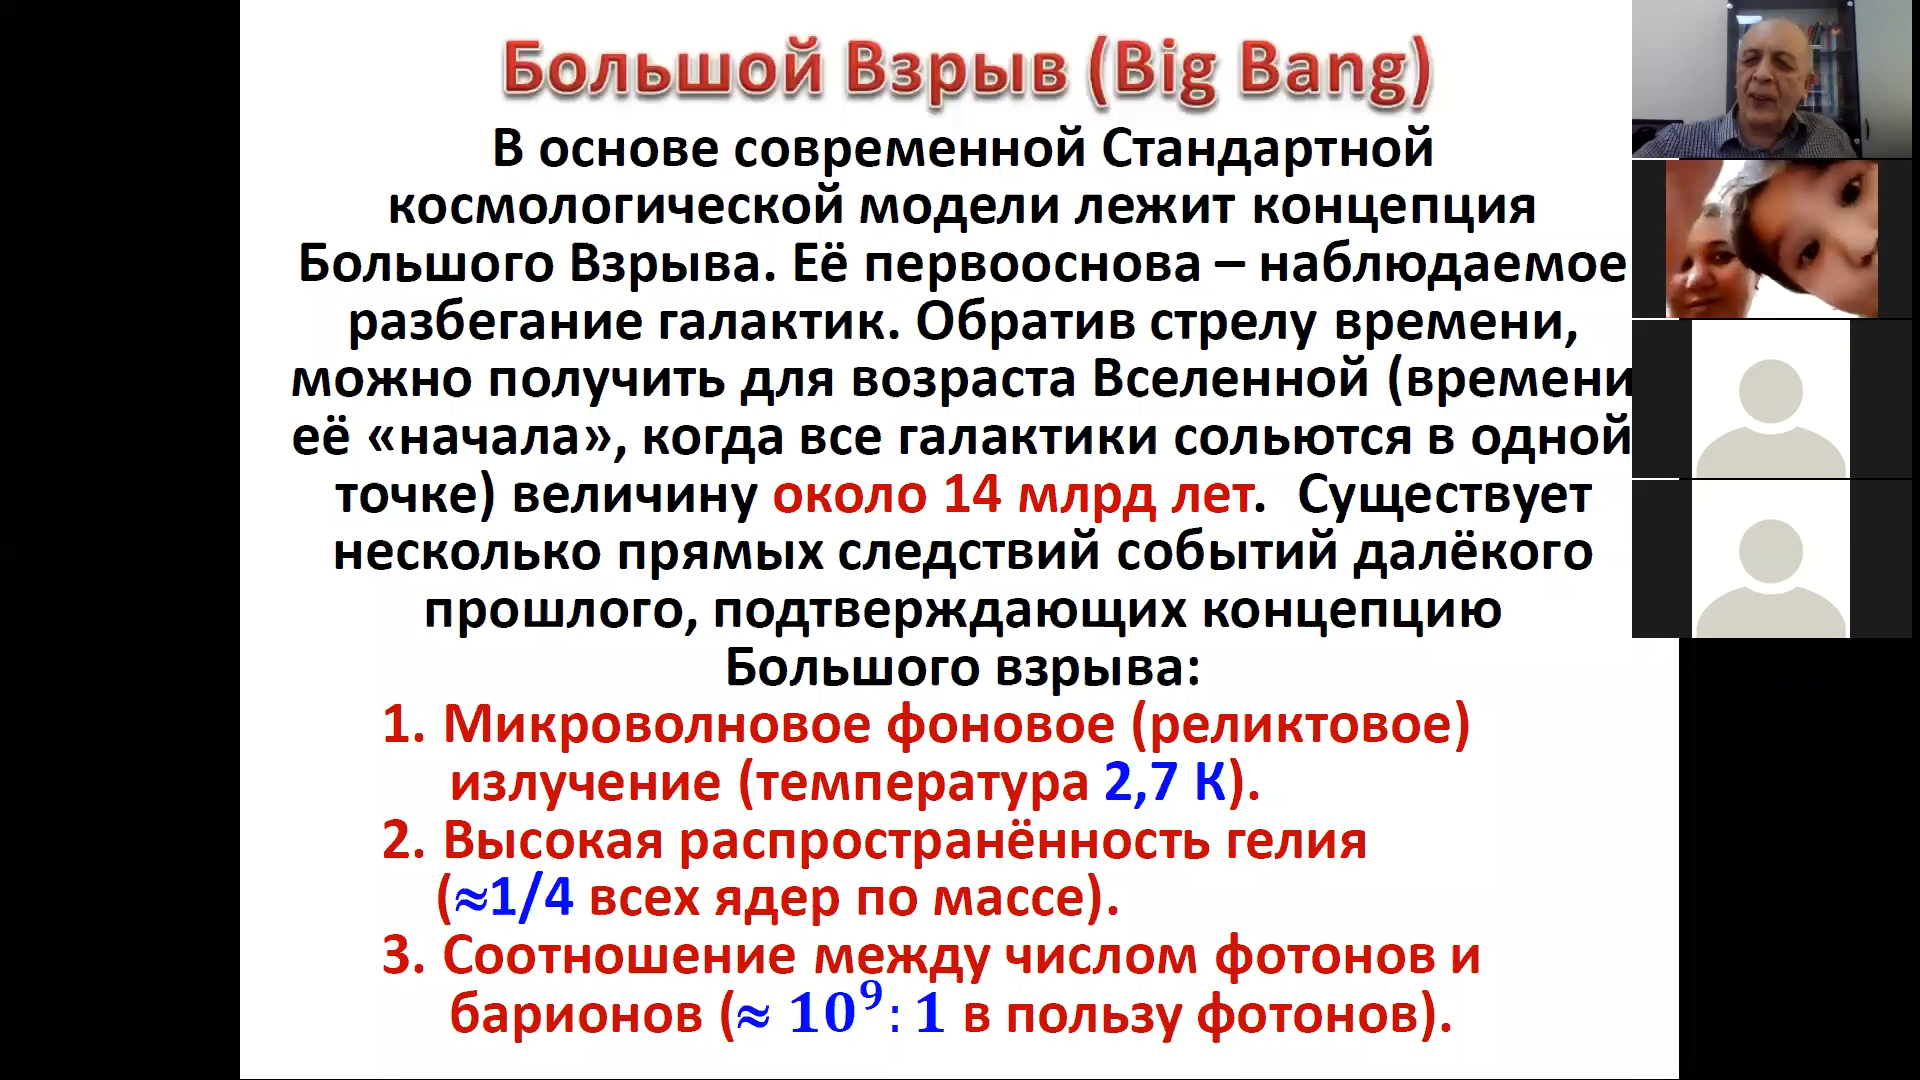 Большой Взрыв (Big Bang)
В основе современной Стандартной
космологической модели лежит концепция
Большого Взрыва. Её первооснова – наблюдаемое
разбегание галактик. Обратив стрелу времени,
можно получить для возраста Вселенной (времени
её «начала», когда все галактики сольются в одной
точке) величину около 14 млрд лет. Существует
несколько прямых следствий событий далёкого
прошлого, подтверждающих концепцию
Большого взрыва:
1. Микроволновое фоновое (реликтовое)
излучение (температура 2,7 К).
2. Высокая распространённость гелия
(≈1/4 всех ядер по массе).
3. Соотношение между числом фотонов и
барионов (≈ 10⁹: 1 в пользу фотонов).